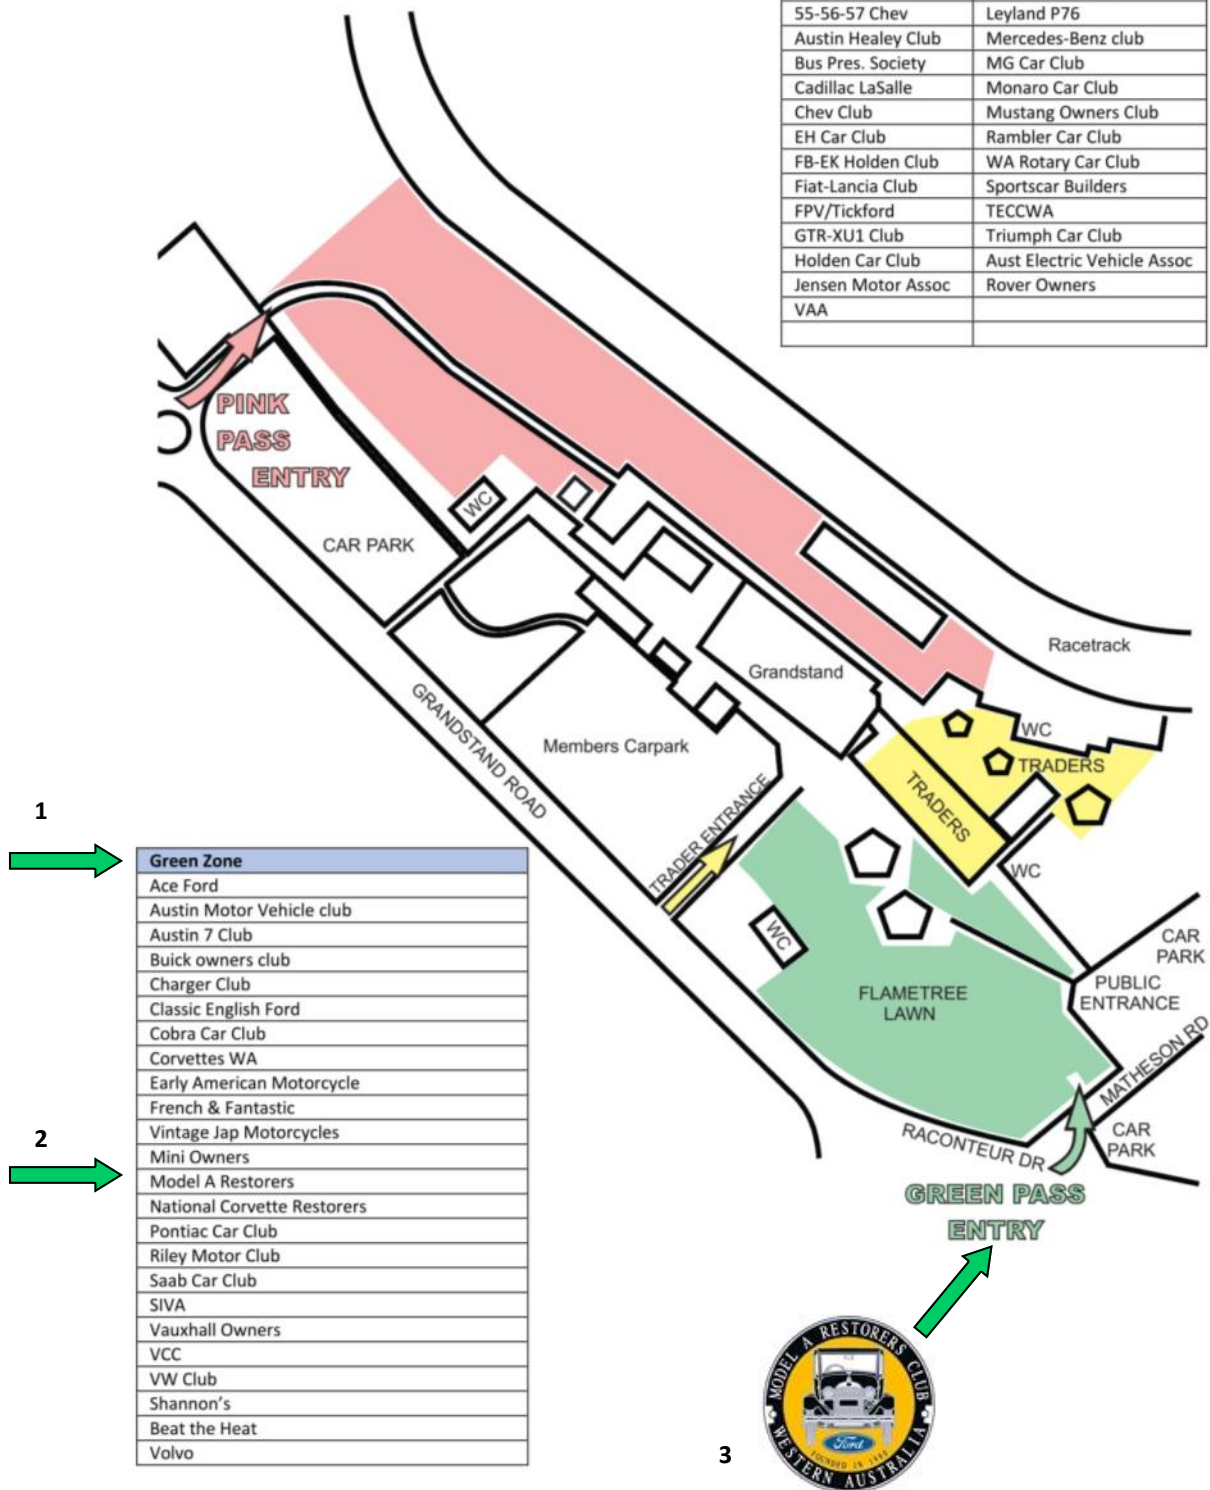 55-56-57 Chev Leyland P76
Austin Healey Club Mercedes-Benz club
Bus Pres. Society MG Car Club
Cadillac LaSalle Monaro Car Club
Chev Club Mustang Owners Club
EH Car Club Rambler Car Club
FB-EK Holden Club WA Rotary Car Club
Fiat-Lancia Club Sportscar Builders
FPV/Tickford TECCWA
GTR-XU1 Club Triumph Car Club
Holden Car Club Aust Electric Vehicle Assoc
Jensen Motor Assoc Rover Owners
VAA
PINK
PASS
ENTRY
WC
CAR PARK
Racetrack
Grandstand
GRANDSTAND ROAD
Members Carpark
WC
TRADERS
TRADERS
TRADER ENTRANCE
WC
WC
CAR
PARK
PUBLIC
ENTRANCE
FLAMETREE
LAWN
MATHESON RD
RACONTEUR DR
CAR
PARK
GREEN PASS
ENTRY
1
Green Zone
Ace Ford
Austin Motor Vehicle club
Austin 7 Club
Buick owners club
Charger Club
Classic English Ford
Cobra Car Club
Corvettes WA
Early American Motorcycle
French & Fantastic
Vintage Jap Motorcycles
2
Mini Owners
Model A Restorers
National Corvette Restorers
Pontiac Car Club
Riley Motor Club
Saab Car Club
SIVA
Vauxhall Owners
VCC
VW Club
Shannon's
Beat the Heat
Volvo
3
MODEL A RESTORERS CLUB
Ford
WESTERN AUSTRALIA